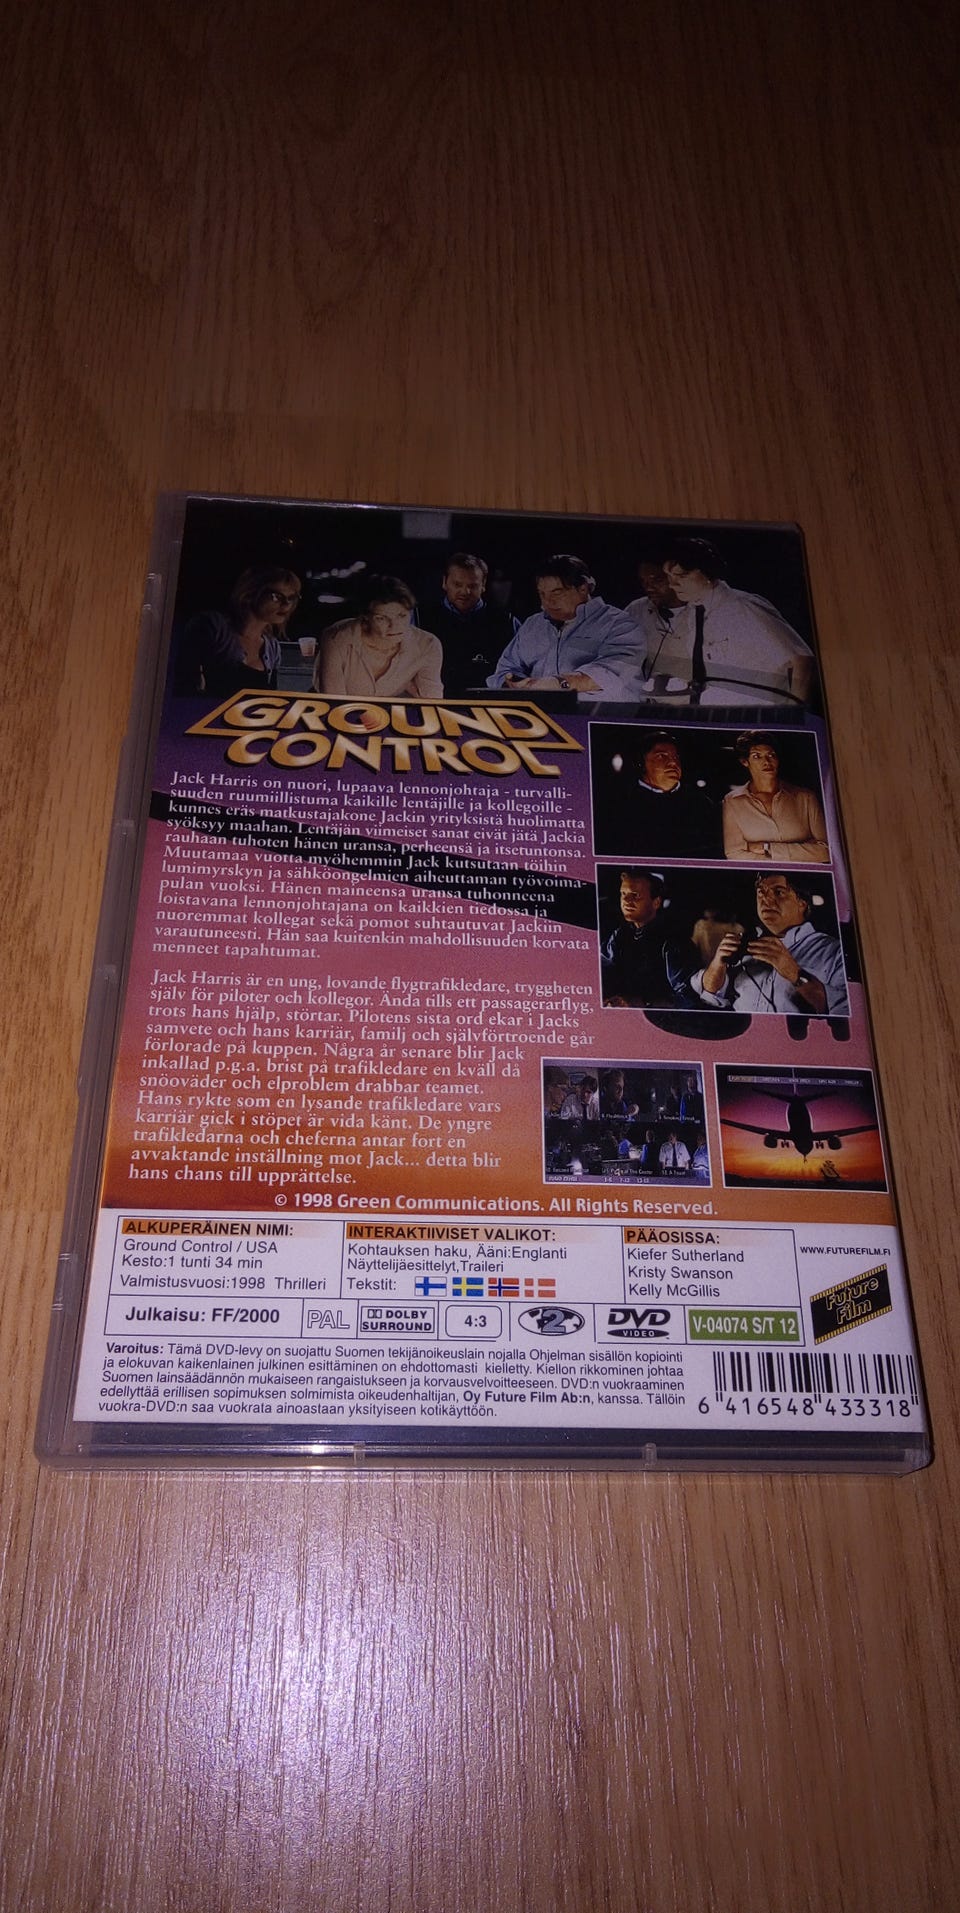 GROUND
CONTROL
Jack Harris on nuori, lupaava lennonjohtaja - turvalli-
suuden ruumiillistuma kaikille lentäjille ja kollegoille -
kunnes eräs matkustajakone Jackin yrityksistä huolimatta
syöksyy maahan. Lentäjän viimeiset sanat eivät jätä Jackia
rauhaan tuhoten hänen uransa, perheensä ja itsetuntonsa.
Muutamaa vuotta myöhemmin Jack kutsutaan töihin
lumimyrskyn ja sähköongelmien aiheuttaman työvoima-
pulan vuoksi. Hänen maineensa uransa tuhonneena
loistavana lennonjohtajana on kaikkien tiedossa ja
nuoremmat kollegat sekä pomot suhtautuvat Jackiin
varautuneesti. Hän saa kuitenkin mahdollisuuden korvata
menneet tapahtumat.
Jack Harris är en ung, lovande flygtrafikledare, tryggheten
själv för piloter och kollegor. Ända tills ett passagerarflyg,
trots hans hjälp, störtar. Pilotens sista ord ekar i Jacks
samvete och hans karriär, familj och självförtroende går
förlorade på kuppen. Några år senare blir Jack
inkallad p.g.a. brist på trafikledare en kväll då
snöoväder och elproblem drabbar teamet.
Hans rykte som en lysande trafikledare vars
karriär gick i stöpet är vida känt. De yngre
trafikledarna och cheferna antar fort en
avvaktande inställning mot Jack... detta blir
hans chans till upprättelse.
© 1998 Green Communications. All Rights Reserved.
ALKUPERÄINEN NIMI:
Ground Control / USA
Kesto:1 tunti 34 min
Valmistusvuosi:1998 Thrilleri
INTERAKTIIVISET VALIKOT:
Kohtauksen haku, Ääni:Englanti
Näyttelijäesittelyt,Traileri
Tekstit:
PÄÄOSISSA:
Kiefer Sutherland
Kristy Swanson
Kelly McGillis
WWW.FUTUREFILM.FI
Future
Film
Julkaisu: FF/2000
PAL
DOLBY
SURROUND
4:3
2
DVD
VIDEO
V-04074 S/T 12
Varoitus: Tämä DVD-levy on suojattu Suomen tekijänoikeuslain nojalla Ohjelman sisällön kopiointi
ja elokuvan kaikenlainen julkinen esittäminen on ehdottomasti kielletty. Kiellon rikkominen johtaa
Suomen lainsäädännön mukaiseen rangaistukseen ja korvausvelvoitteeseen. DVD:n vuokraaminen
edellyttää erillisen sopimuksen solmimista oikeudenhaltijan, Oy Future Film Ab:n, kanssa. Tällöin
vuokra-DVD:n saa vuokrata ainoastaan yksityiseen kotikäyttöön.
6 416548 433318